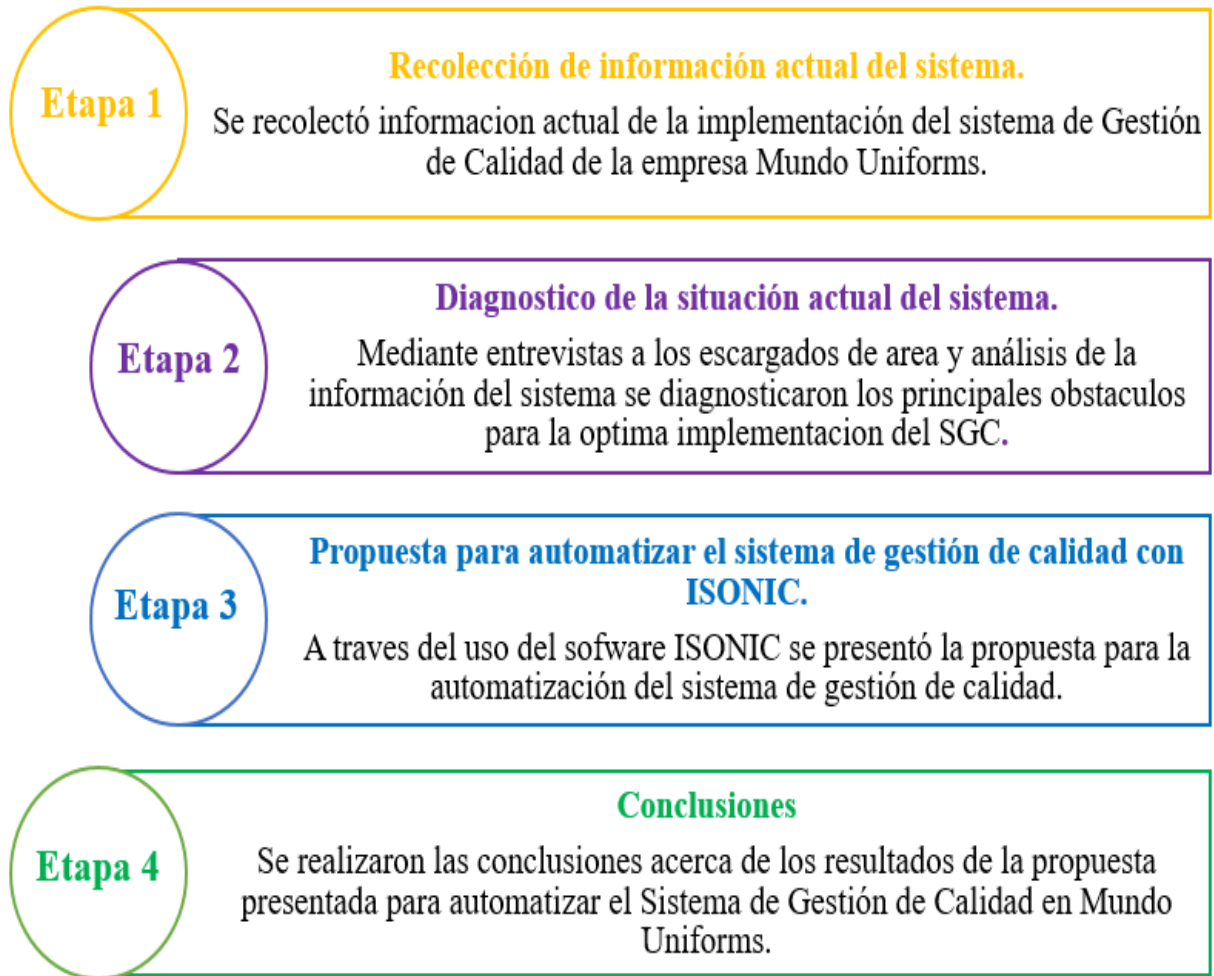 Etapa 1
Recolección de información actual del sistema.
Se recolectó informacion actual de la implementación del sistema de Gestión
de Calidad de la empresa Mundo Uniforms.
Etapa 2
Diagnostico de la situación actual del sistema.
Mediante entrevistas a los escargados de area y análisis de la
información del sistema se diagnosticaron los principales obstaculos
para la optima implementacion del SGC.
Etapa 3
Propuesta para automatizar el sistema de gestión de calidad con
ISONIC.
A traves del uso del sofware ISONIC se presentó la propuesta para la
automatización del sistema de gestión de calidad.
Etapa 4
Conclusiones
Se realizaron las conclusiones acerca de los resultados de la propuesta
presentada para automatizar el Sistema de Gestión de Calidad en Mundo
Uniforms.